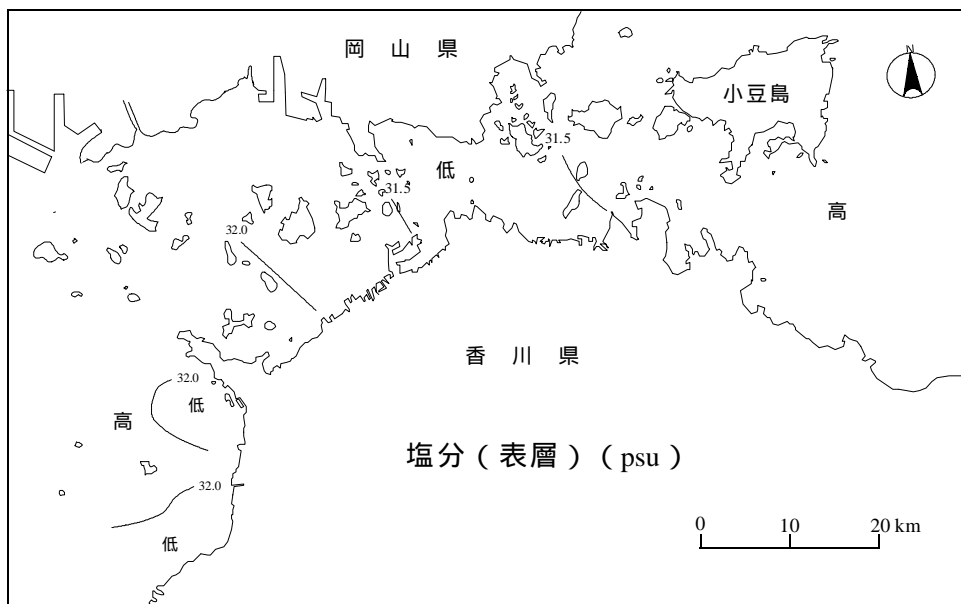 岡 山 県
N
小豆島
31.5
低
31.5
高
32.0
香 川 県
32.0
低
高
塩分（表層）（psu）
32.0
0 10 20 km
低